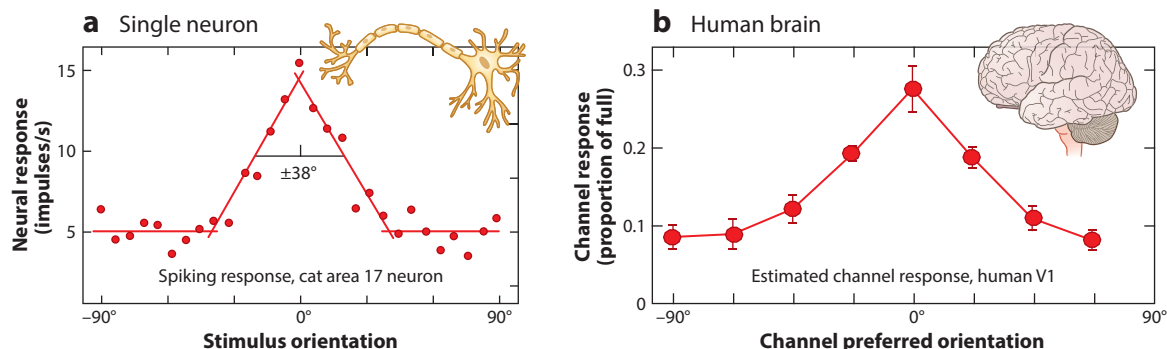 a Single neuron
15
10
5
0
Neural response
(impulses/s)
±38°
Spiking response, cat area 17 neuron
−90° 0° 90°
Stimulus orientation
b Human brain
0.3
0.2
0.1
0
Channel response
(proportion of full)
Estimated channel response, human V1
−90° 0° 90°
Channel preferred orientation